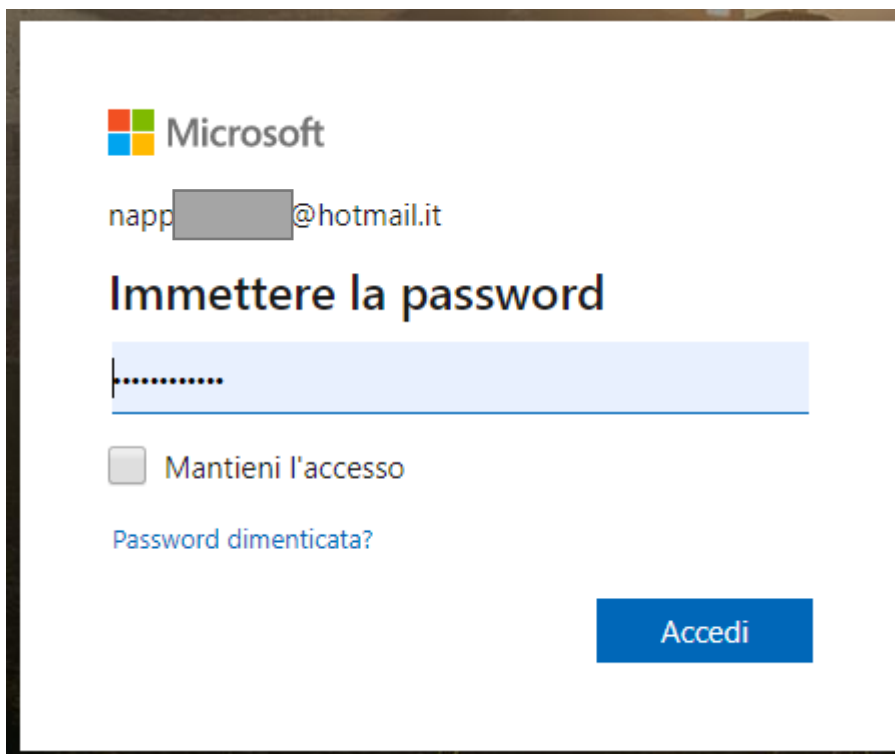 Microsoft
napp @hotmail.it
Immettere la password
••••••••••••
Mantieni l'accesso
Password dimenticata?
Accedi